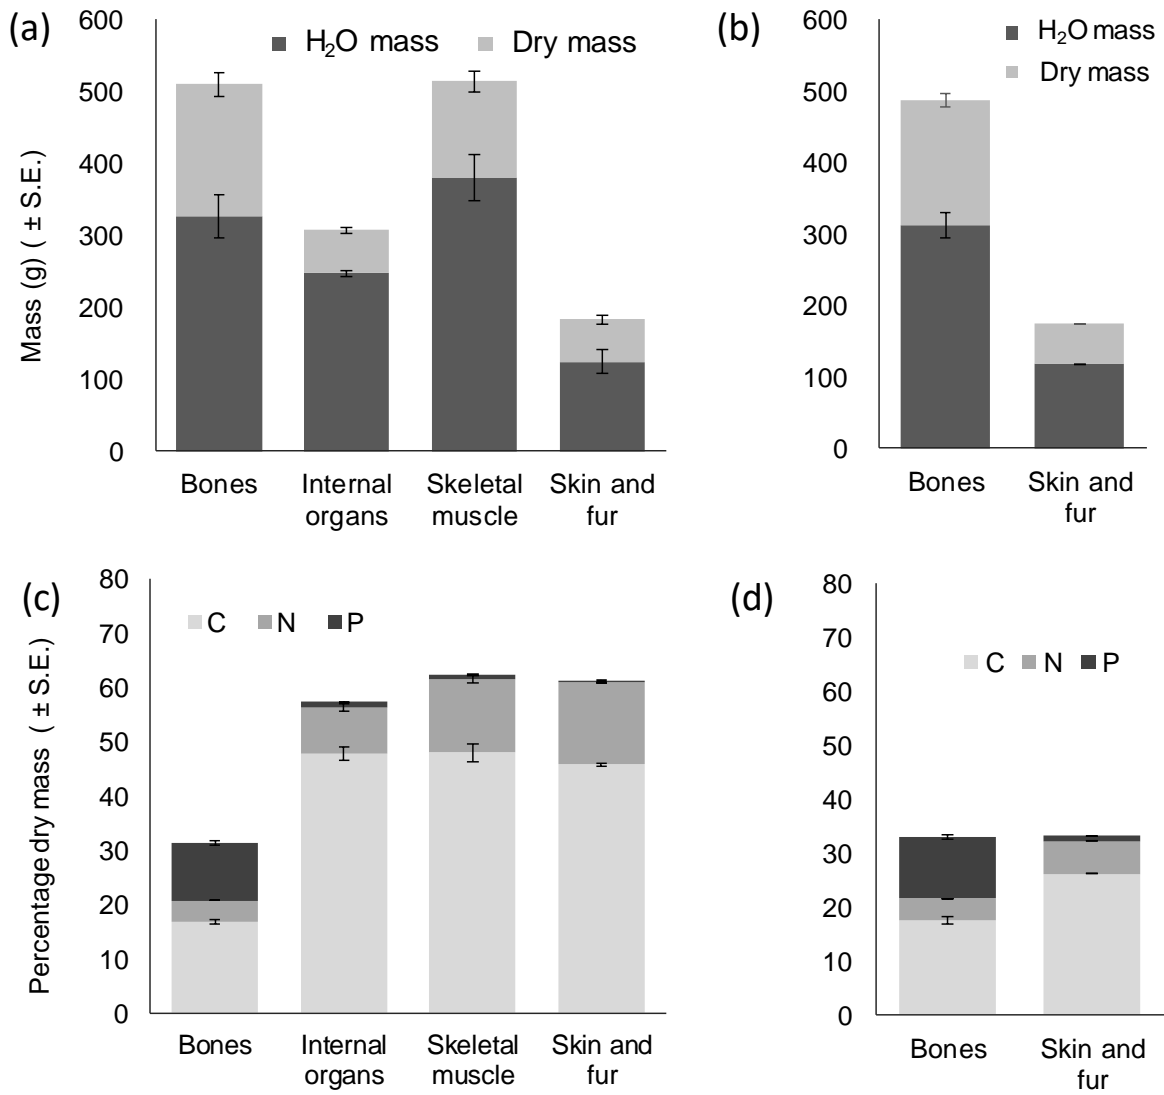 (a)
H2O mass Dry mass
600
500
400
300
200
100
0
Mass (g) ( ± S.E.)
Bones Internal organs Skeletal muscle Skin and fur
(b)
H2O mass
Dry mass
600
500
400
300
200
100
0
Bones Skin and fur
(c)
C N P
80
70
60
50
40
30
20
10
0
Percentage dry mass ( ± S.E.)
Bones Internal organs Skeletal muscle Skin and fur
(d)
C N P
80
70
60
50
40
30
20
10
0
Bones Skin and fur